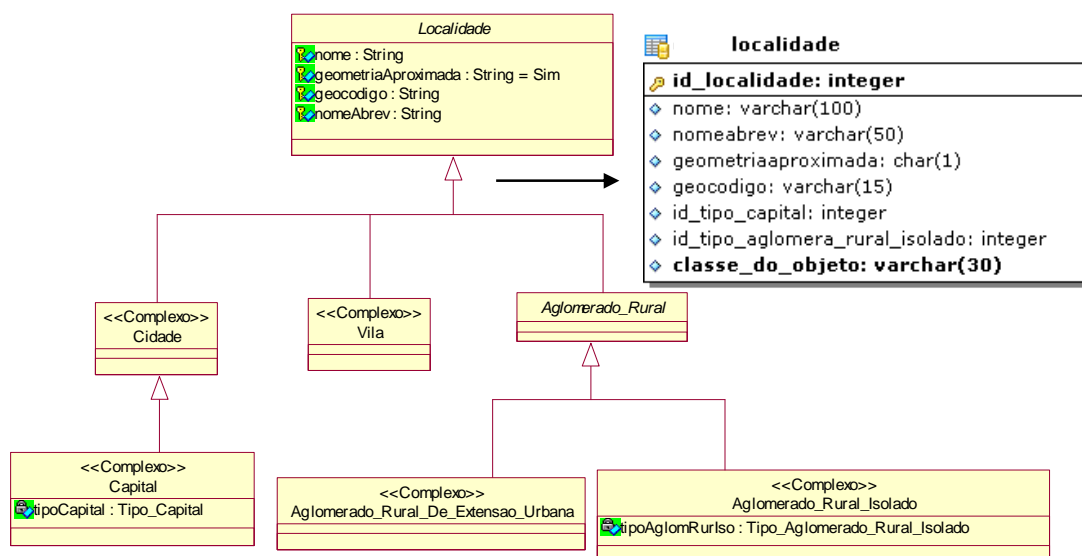 Localidade
nome : String
geometriaAproximada : String = Sim
geocodigo : String
nomeAbrev : String
localidade
id_localidade: integer
nome: varchar(100)
nomeabrev: varchar(50)
geometriaaproximada: char(1)
geocodigo: varchar(15)
id_tipo_capital: integer
id_tipo_aglomera_rural_isolado: integer
classe_do_objeto: varchar(30)
<<Complexo>>
Cidade
<<Complexo>>
Vila
Aglomerado_Rural
<<Complexo>>
Capital
tipoCapital : Tipo_Capital
<<Complexo>>
Aglomerado_Rural_De_Extensao_Urbana
<<Complexo>>
Aglomerado_Rural_Isolado
tipoAglomRurIso : Tipo_Aglomerado_Rural_Isolado